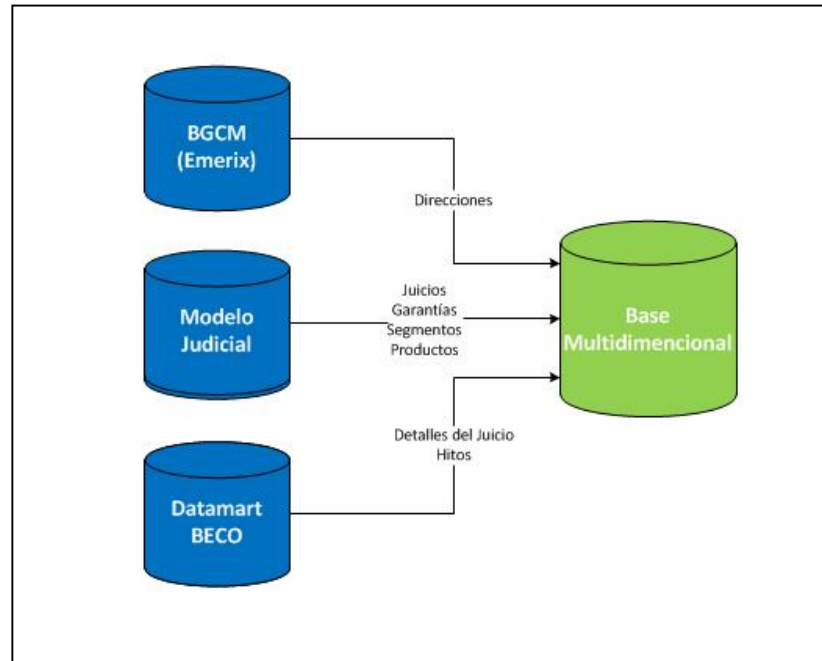 BGCM
(Emerix)
Direcciones
Modelo
Judicial
Juicios
Garantías
Segmentos
Productos
Base
Multidimencional
Detalles del Juicio
Hitos
Datamart
BECO